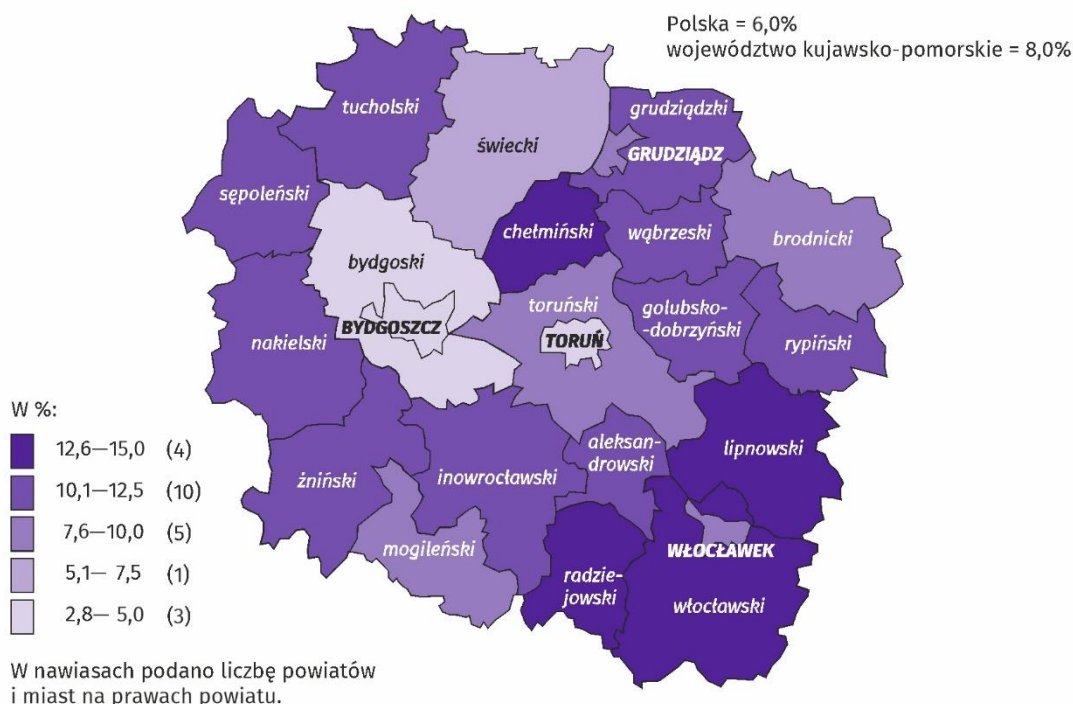 Polska = 6,0%
województwo kujawsko-pomorskie = 8,0%
tucholski
grudziądzki
świecki
GRUDZIĄDZ
sępoleński
chełmiński
wąbrzeski
brodnicki
bydgoski
toruński
golubsko-
-dobrzyński
BYDGOSZCZ
TORUŃ
nakielski
rypiński
W %:
12,6—15,0 (4)
10,1—12,5 (10)
7,6—10,0 (5)
5,1— 7,5 (1)
2,8— 5,0 (3)
aleksan-
drowski
lipnowski
żniński
inowrocławski
mogileński
WŁOCŁAWEK
radzie-
jowski
włocławski
W nawiasach podano liczbę powiatów
i miast na prawach powiatu.